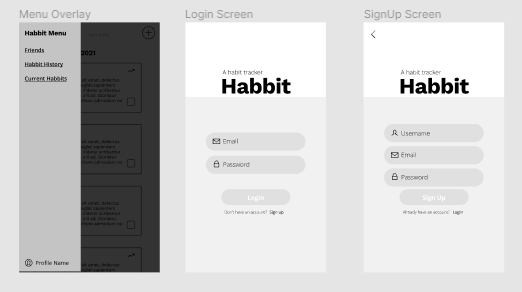 Menu Overlay
Habbit Menu
Friends
Habbit History
Current Habbits
2021
Profile Name
Login Screen
A habit tracker
Habbit
Email
Password
Login
Don't have an account? Sign up
SignUp Screen
A habit tracker
Habbit
Username
Email
Password
Sign Up
Already have an account? Login